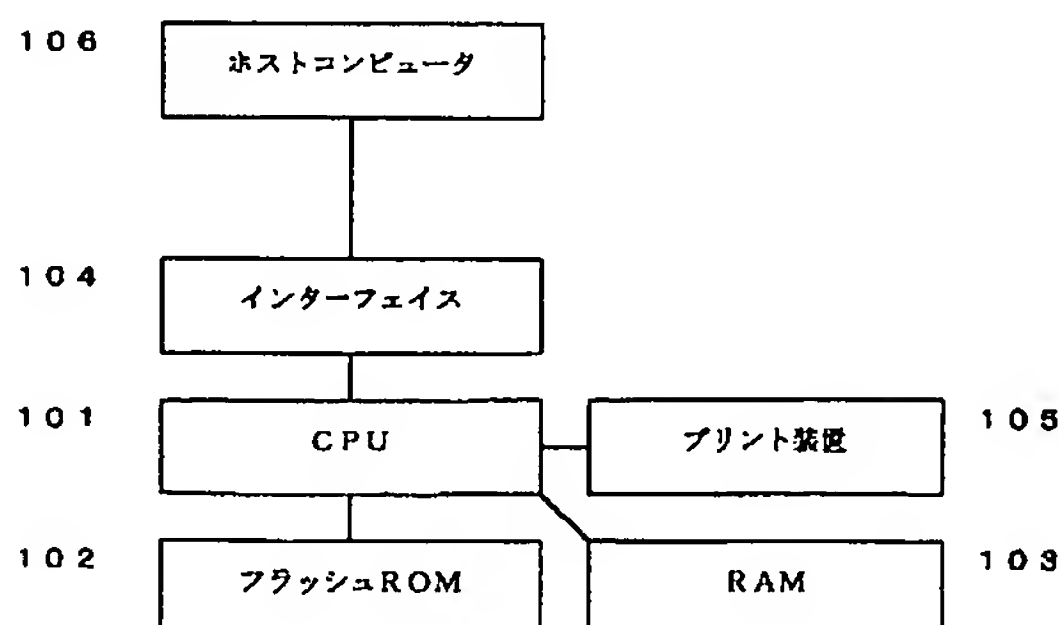 106
ホストコンピュータ
104
インターフェイス
101
CPU
プリント装置
105
102
フラッシュROM
RAM
103